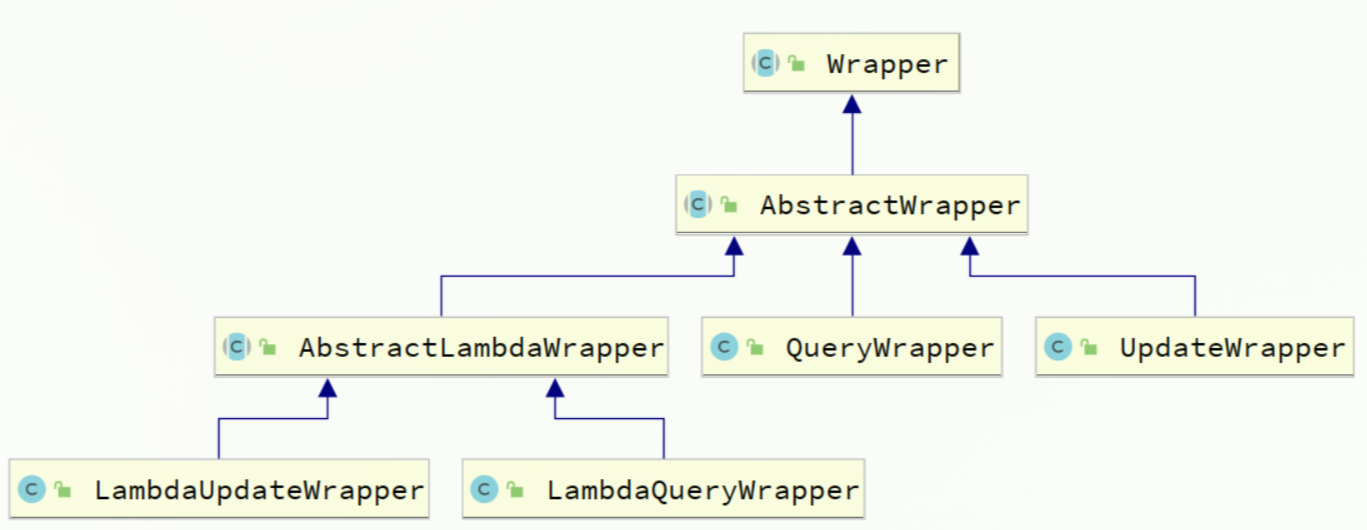 C Wrapper
C AbstractWrapper
C AbstractLambdaWrapper
C QueryWrapper
C UpdateWrapper
C LambdaUpdateWrapper
C LambdaQueryWrapper